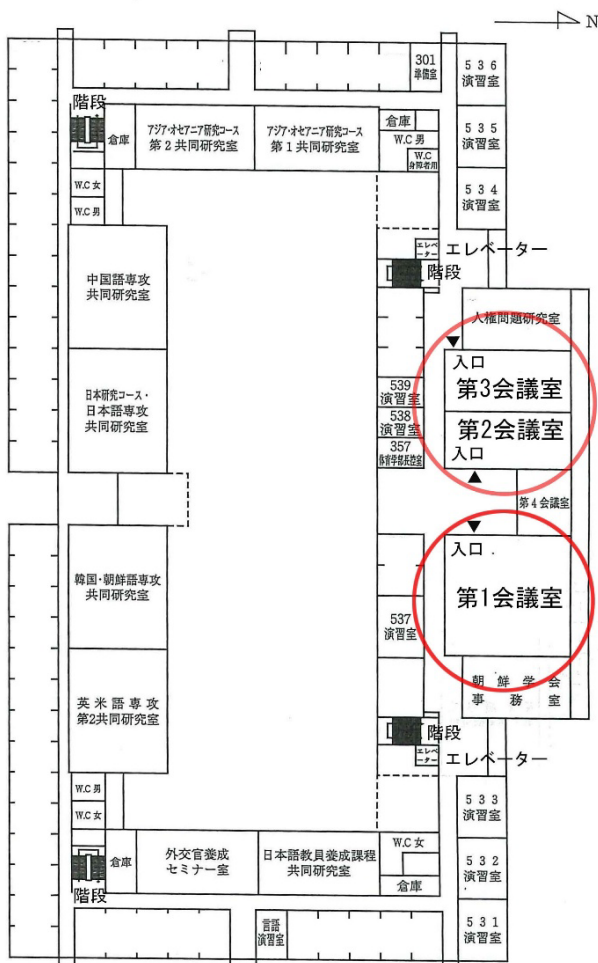 N
301
準備室
536
演習室
階段
倉庫
アジア・オセアニア研究コース
第2共同研究室
アジア・オセアニア研究コース
第1共同研究室
倉庫
W.C 男
W.C
身障者用
535
演習室
534
演習室
W.C 女
W.C 男
エレベーター
エレベーター
階段
中国語専攻
共同研究室
人権問題研究室
入口
第3会議室
日本研究コース・
日本語専攻
共同研究室
539
演習室
538
演習室
357
第2会議室
入口
第4会議室
入口
第1会議室
韓国・朝鮮語専攻
共同研究室
537
演習室
英米語専攻
第2共同研究室
朝鮮学会
事務室
階段
エレベーター
エレベーター
W.C 男
W.C 女
533
演習室
階段
倉庫
外交官養成
セミナー室
日本語教員養成課程
共同研究室
W.C 女
倉庫
532
演習室
言語
演習室
531
演習室